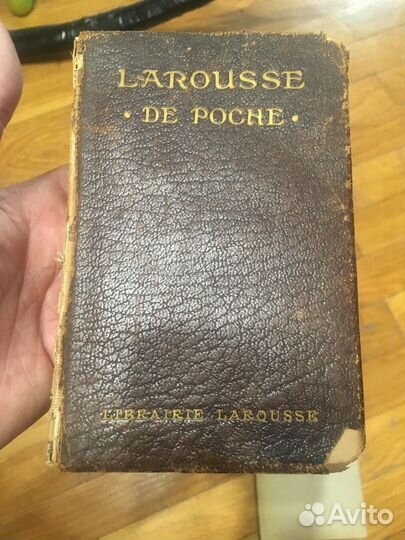 LAROUSSE
• DE POCHE •
LIBRAIRIE LAROUSSE
Avito